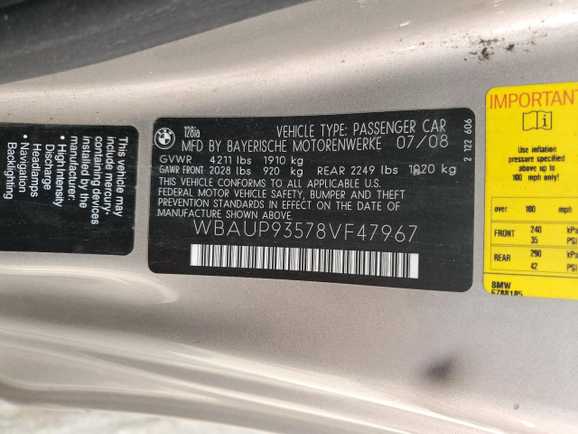 This vehicle may
include mercury-
containing devices
installed by the
manufacturer:
• High Intensity
Discharge
Headlamps
• Navigation
BMW
128ia
VEHICLE TYPE: PASSENGER CAR
MFD BY BAYERISCHE MOTORENWERKE 07/08
GVWR 4211 lbs 1910 kg
GAWR FRONT 2028 lbs 920 kg REAR 2249 lbs 1020 kg
THIS VEHICLE CONFORMS TO ALL APPLICABLE U.S.
FEDERAL MOTOR VEHICLE SAFETY, BUMPER AND THEFT
PREVENTION STANDARDS IN EFFECT ON THE DATE OF
MANUFACTURE SHOWN ABOVE.
WBAUP93578VF47967
2 122 606
IMPORTANT
Inflation
pressure specified
for speeds above
100 mph only!
over 100 mph
FRONT 240 kPa
35 PSI
REAR 290 kPa
42 PSI
BMW
6788185